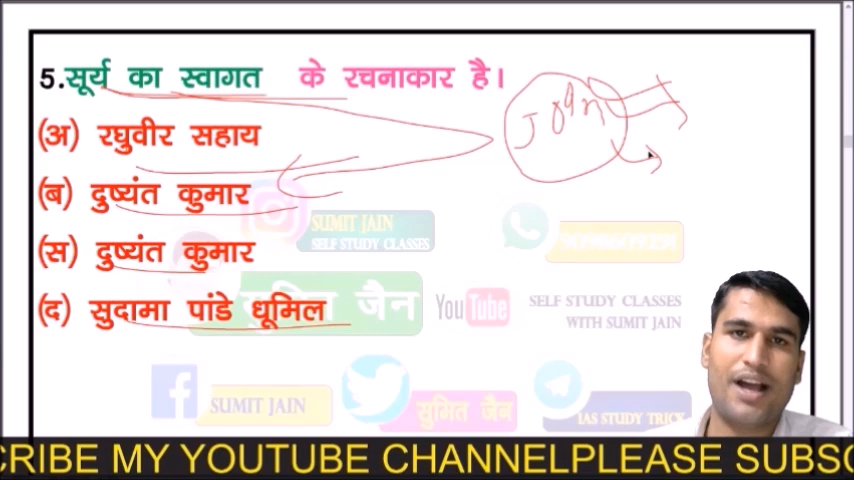 5.सूर्य का स्वागत के रचनाकार है।
(अ) रघुवीर सहाय
(ब) दुष्यंत कुमार
(स) दुष्यंत कुमार
(द) सुदामा पांडे धूमिल
Join
SUMIT JAIN
SELF STUDY CLASSES
सुमित जैन
YouTube
SELF STUDY CLASSES
WITH SUMIT JAIN
SUMIT JAIN
सुमित जैन
IAS STUDY TRICK
CRIBE MY YOUTUBE CHANNELPLEASE SUBSC